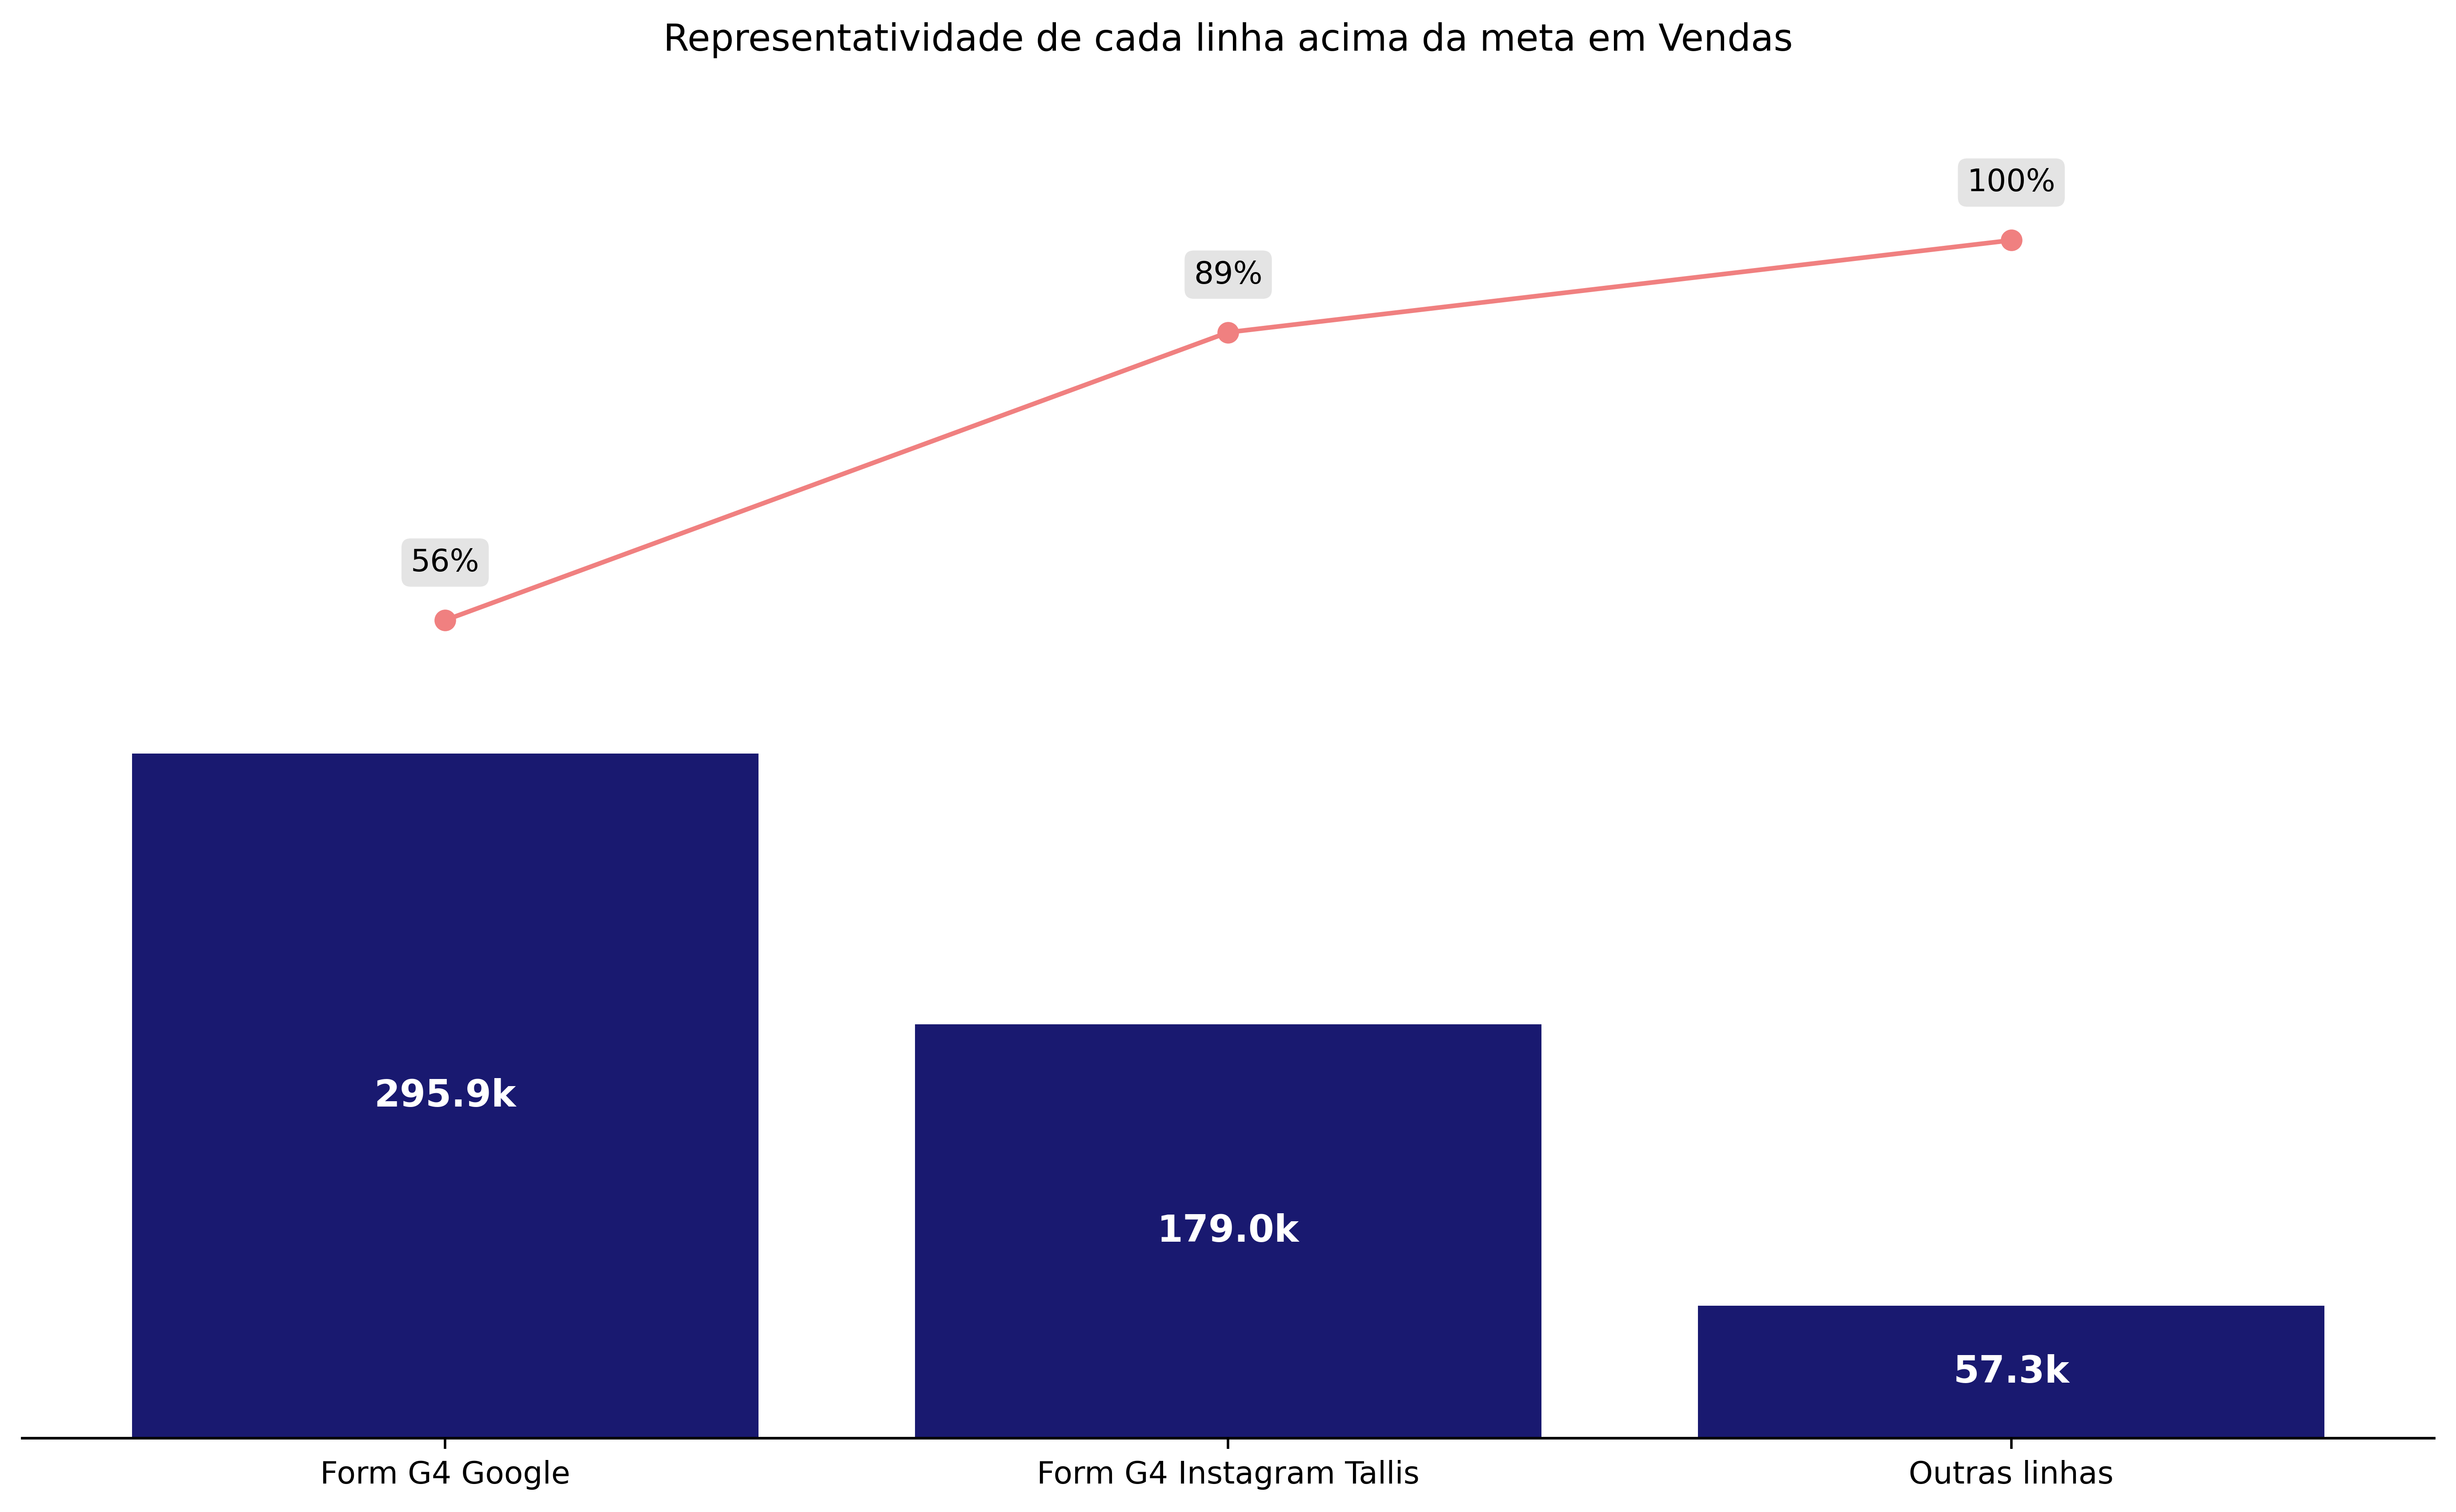 Representatividade de cada linha acima da meta em Vendas
100%
89%
56%
295.9k
179.0k
57.3k
Form G4 Google
Form G4 Instagram Tallis
Outras linhas